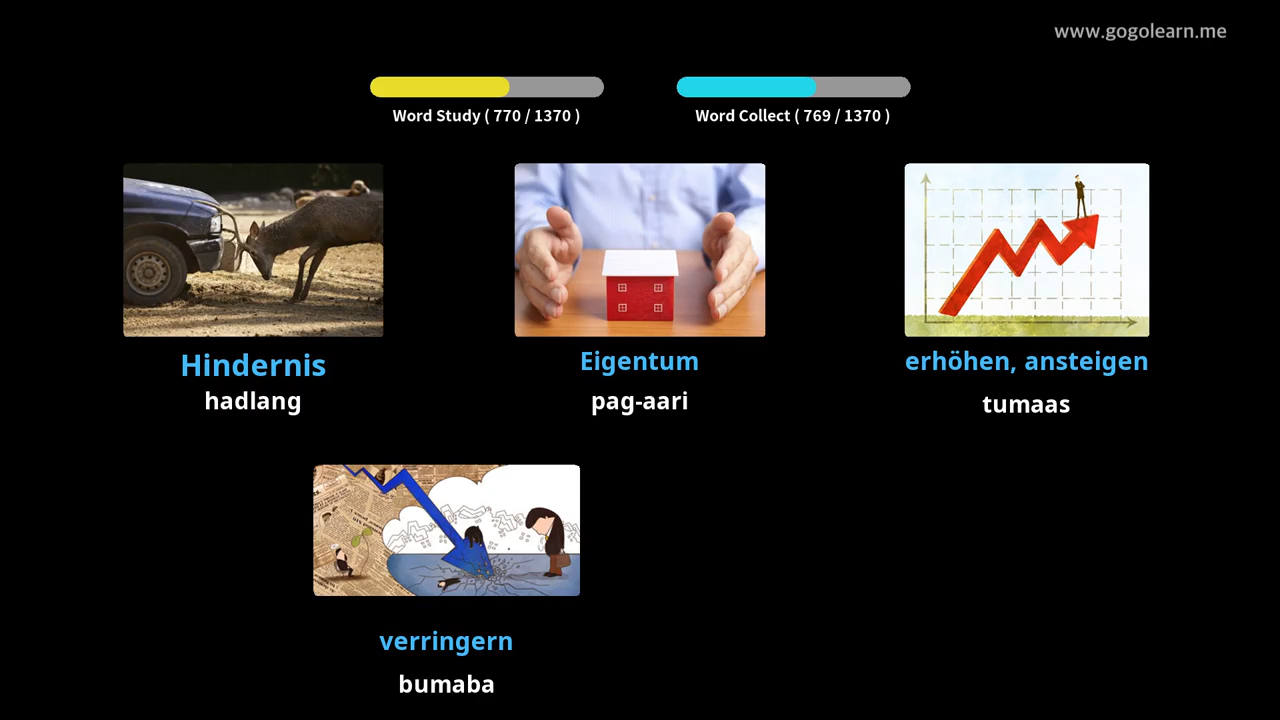 www.gogolearn.me
Word Study ( 770 / 1370 )
Word Collect ( 769 / 1370 )
Hindernis
hadlang
Eigentum
pag-aari
erhöhen, ansteigen
tumaas
verringern
bumaba